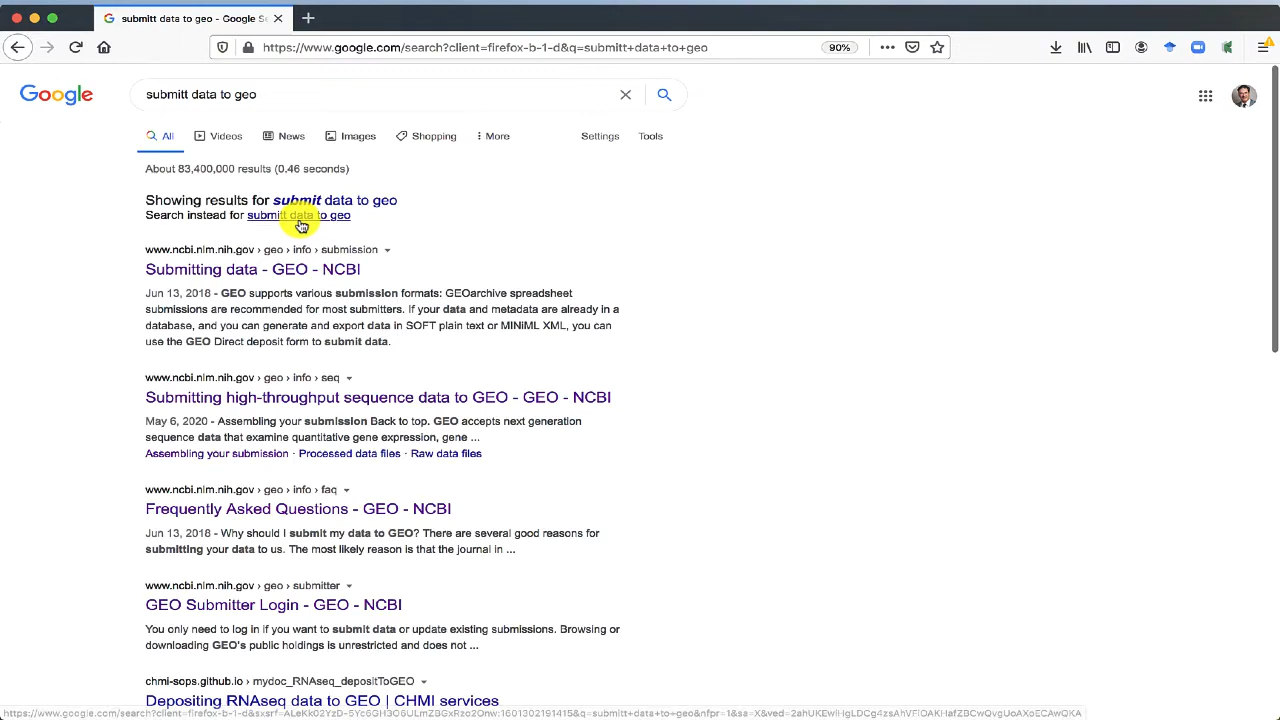 submitt data to geo - Google Se
https://www.google.com/search?client=firefox-b-1-d&q=submitt+data+to+geo
90%
Google
submitt data to geo
All
Videos
News
Images
Shopping
More
Settings
Tools
About 83,400,000 results (0.46 seconds)
Showing results for submit data to geo
Search instead for submitt data to geo
www.ncbi.nlm.nih.gov › geo › info › submission
Submitting data - GEO - NCBI
Jun 13, 2018 - GEO supports various submission formats: GEOarchive spreadsheet
submissions are recommended for most submitters. If your data and metadata are already in a
database, and you can generate and export data in SOFT plain text or MINiML XML, you can
use the GEO Direct deposit form to submit data.
www.ncbi.nlm.nih.gov › geo › info › seq
Submitting high-throughput sequence data to GEO - GEO - NCBI
May 6, 2020 - Assembling your submission Back to top. GEO accepts next generation
sequence data that examine quantitative gene expression, gene ...
Assembling your submission · Processed data files · Raw data files
www.ncbi.nlm.nih.gov › geo › info › faq
Frequently Asked Questions - GEO - NCBI
Jun 13, 2018 - Why should I submit my data to GEO? There are several good reasons for
submitting your data to us. The most likely reason is that the journal in ...
www.ncbi.nlm.nih.gov › geo › submitter
GEO Submitter Login - GEO - NCBI
You only need to log in if you want to submit data or update existing submissions. Browsing or
downloading GEO's public holdings is unrestricted and does not ...
chmi-sops.github.io › mydoc_RNAseq_depositToGEO
Depositing RNAseq data to GEO | CHMI services